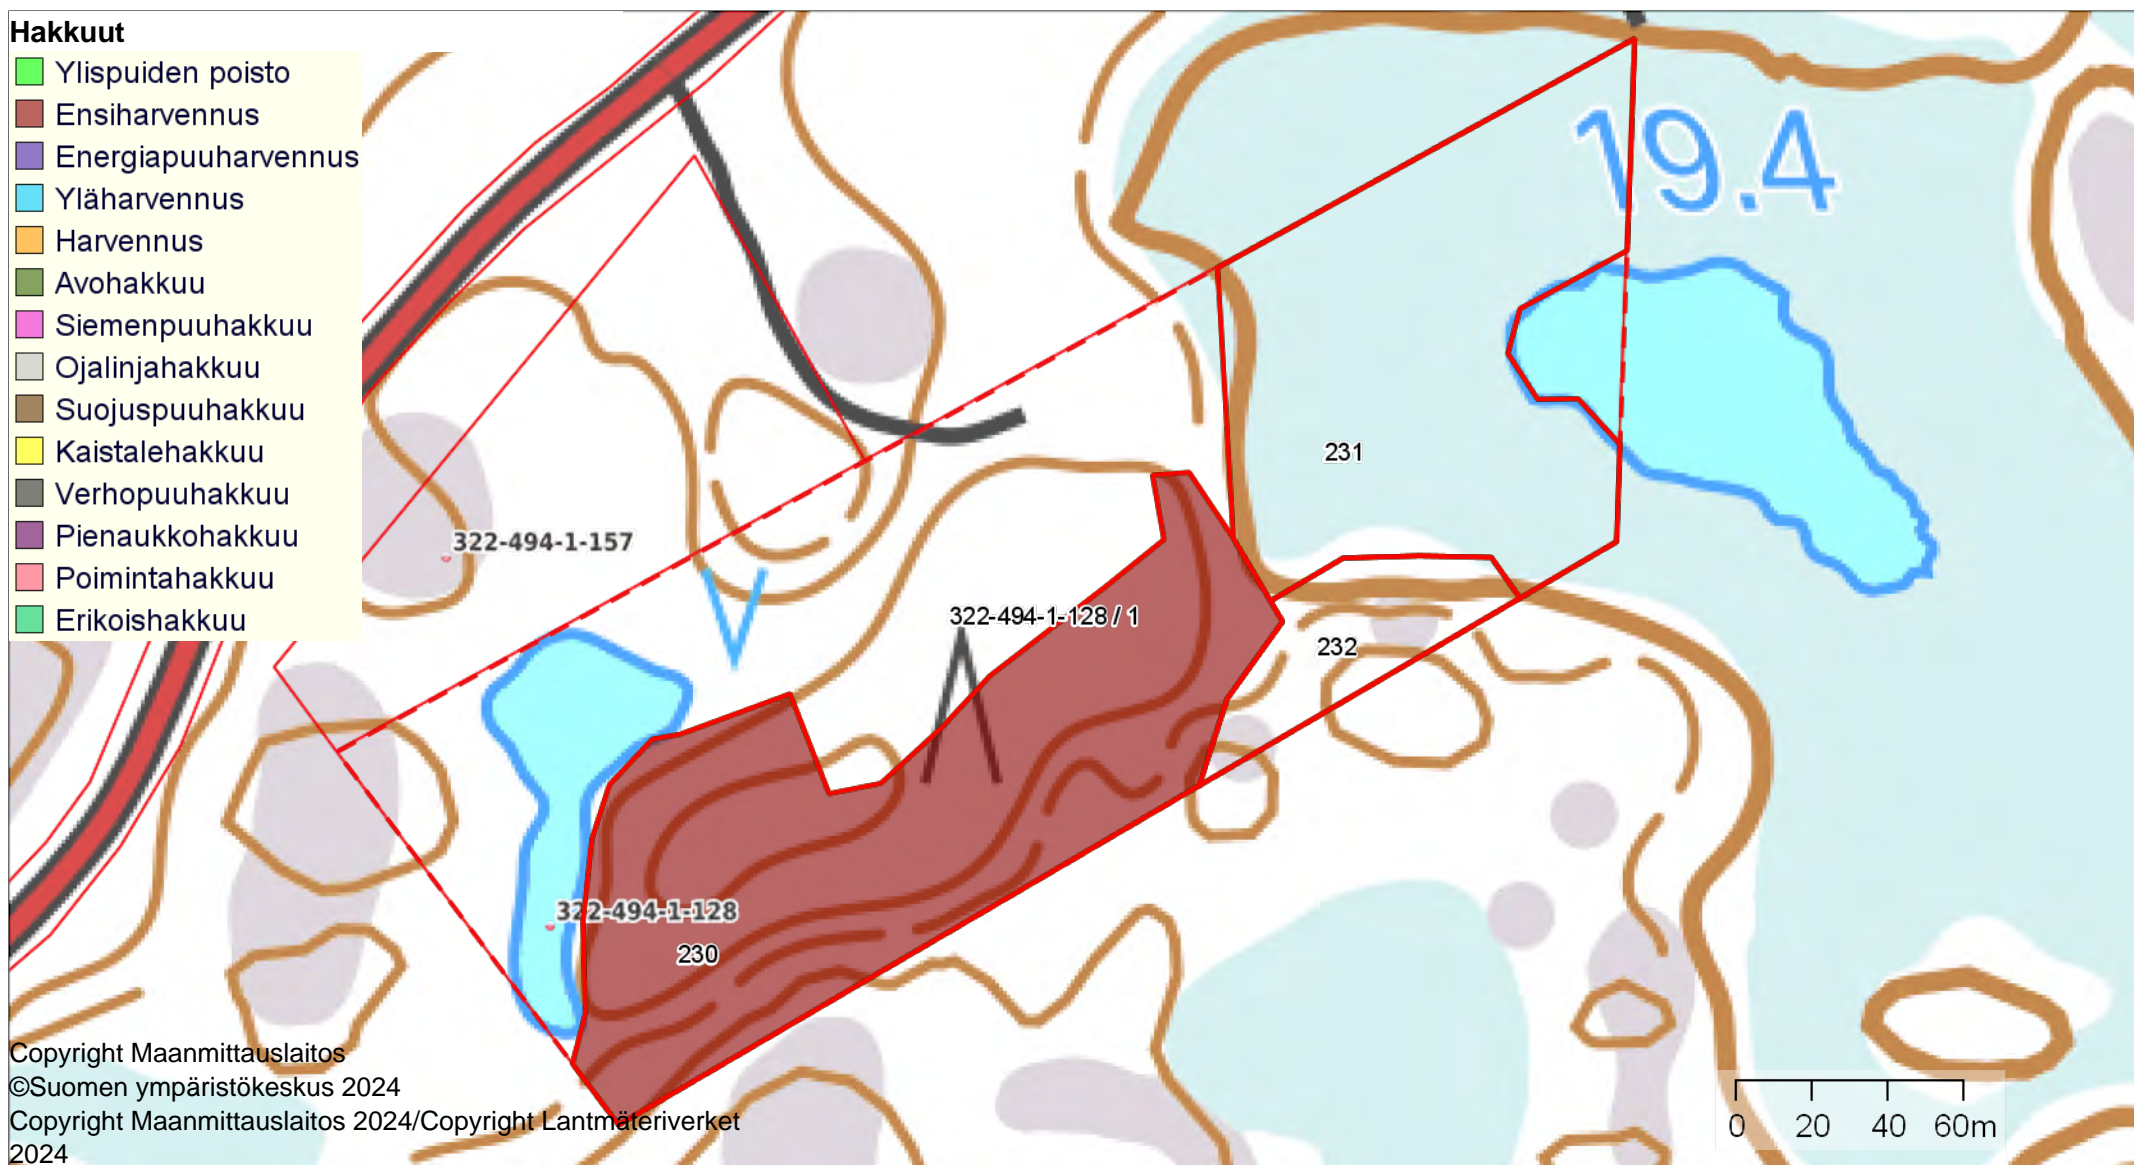 Hakkuut
Ylispuiden poisto
Ensiharvennus
Energiapuuharvennus
Yläharvennus
Harvennus
Avohakkuu
Siemenpuuhakkuu
Ojalinjahakkuu
Suojuspuuhakkuu
Kaistalehakkuu
Verhopuuhakkuu
Pienaukkohakkuu
Poimintahakkuu
Erikoishakkuu
19.4
231
322-494-1-157
322-494-1-128 / 1
232
322-494-1-128
230
Copyright Maanmittauslaitos
©Suomen ympäristökeskus 2024
Copyright Maanmittauslaitos 2024/Copyright Lantmäteriverket
2024
0 20 40 60m